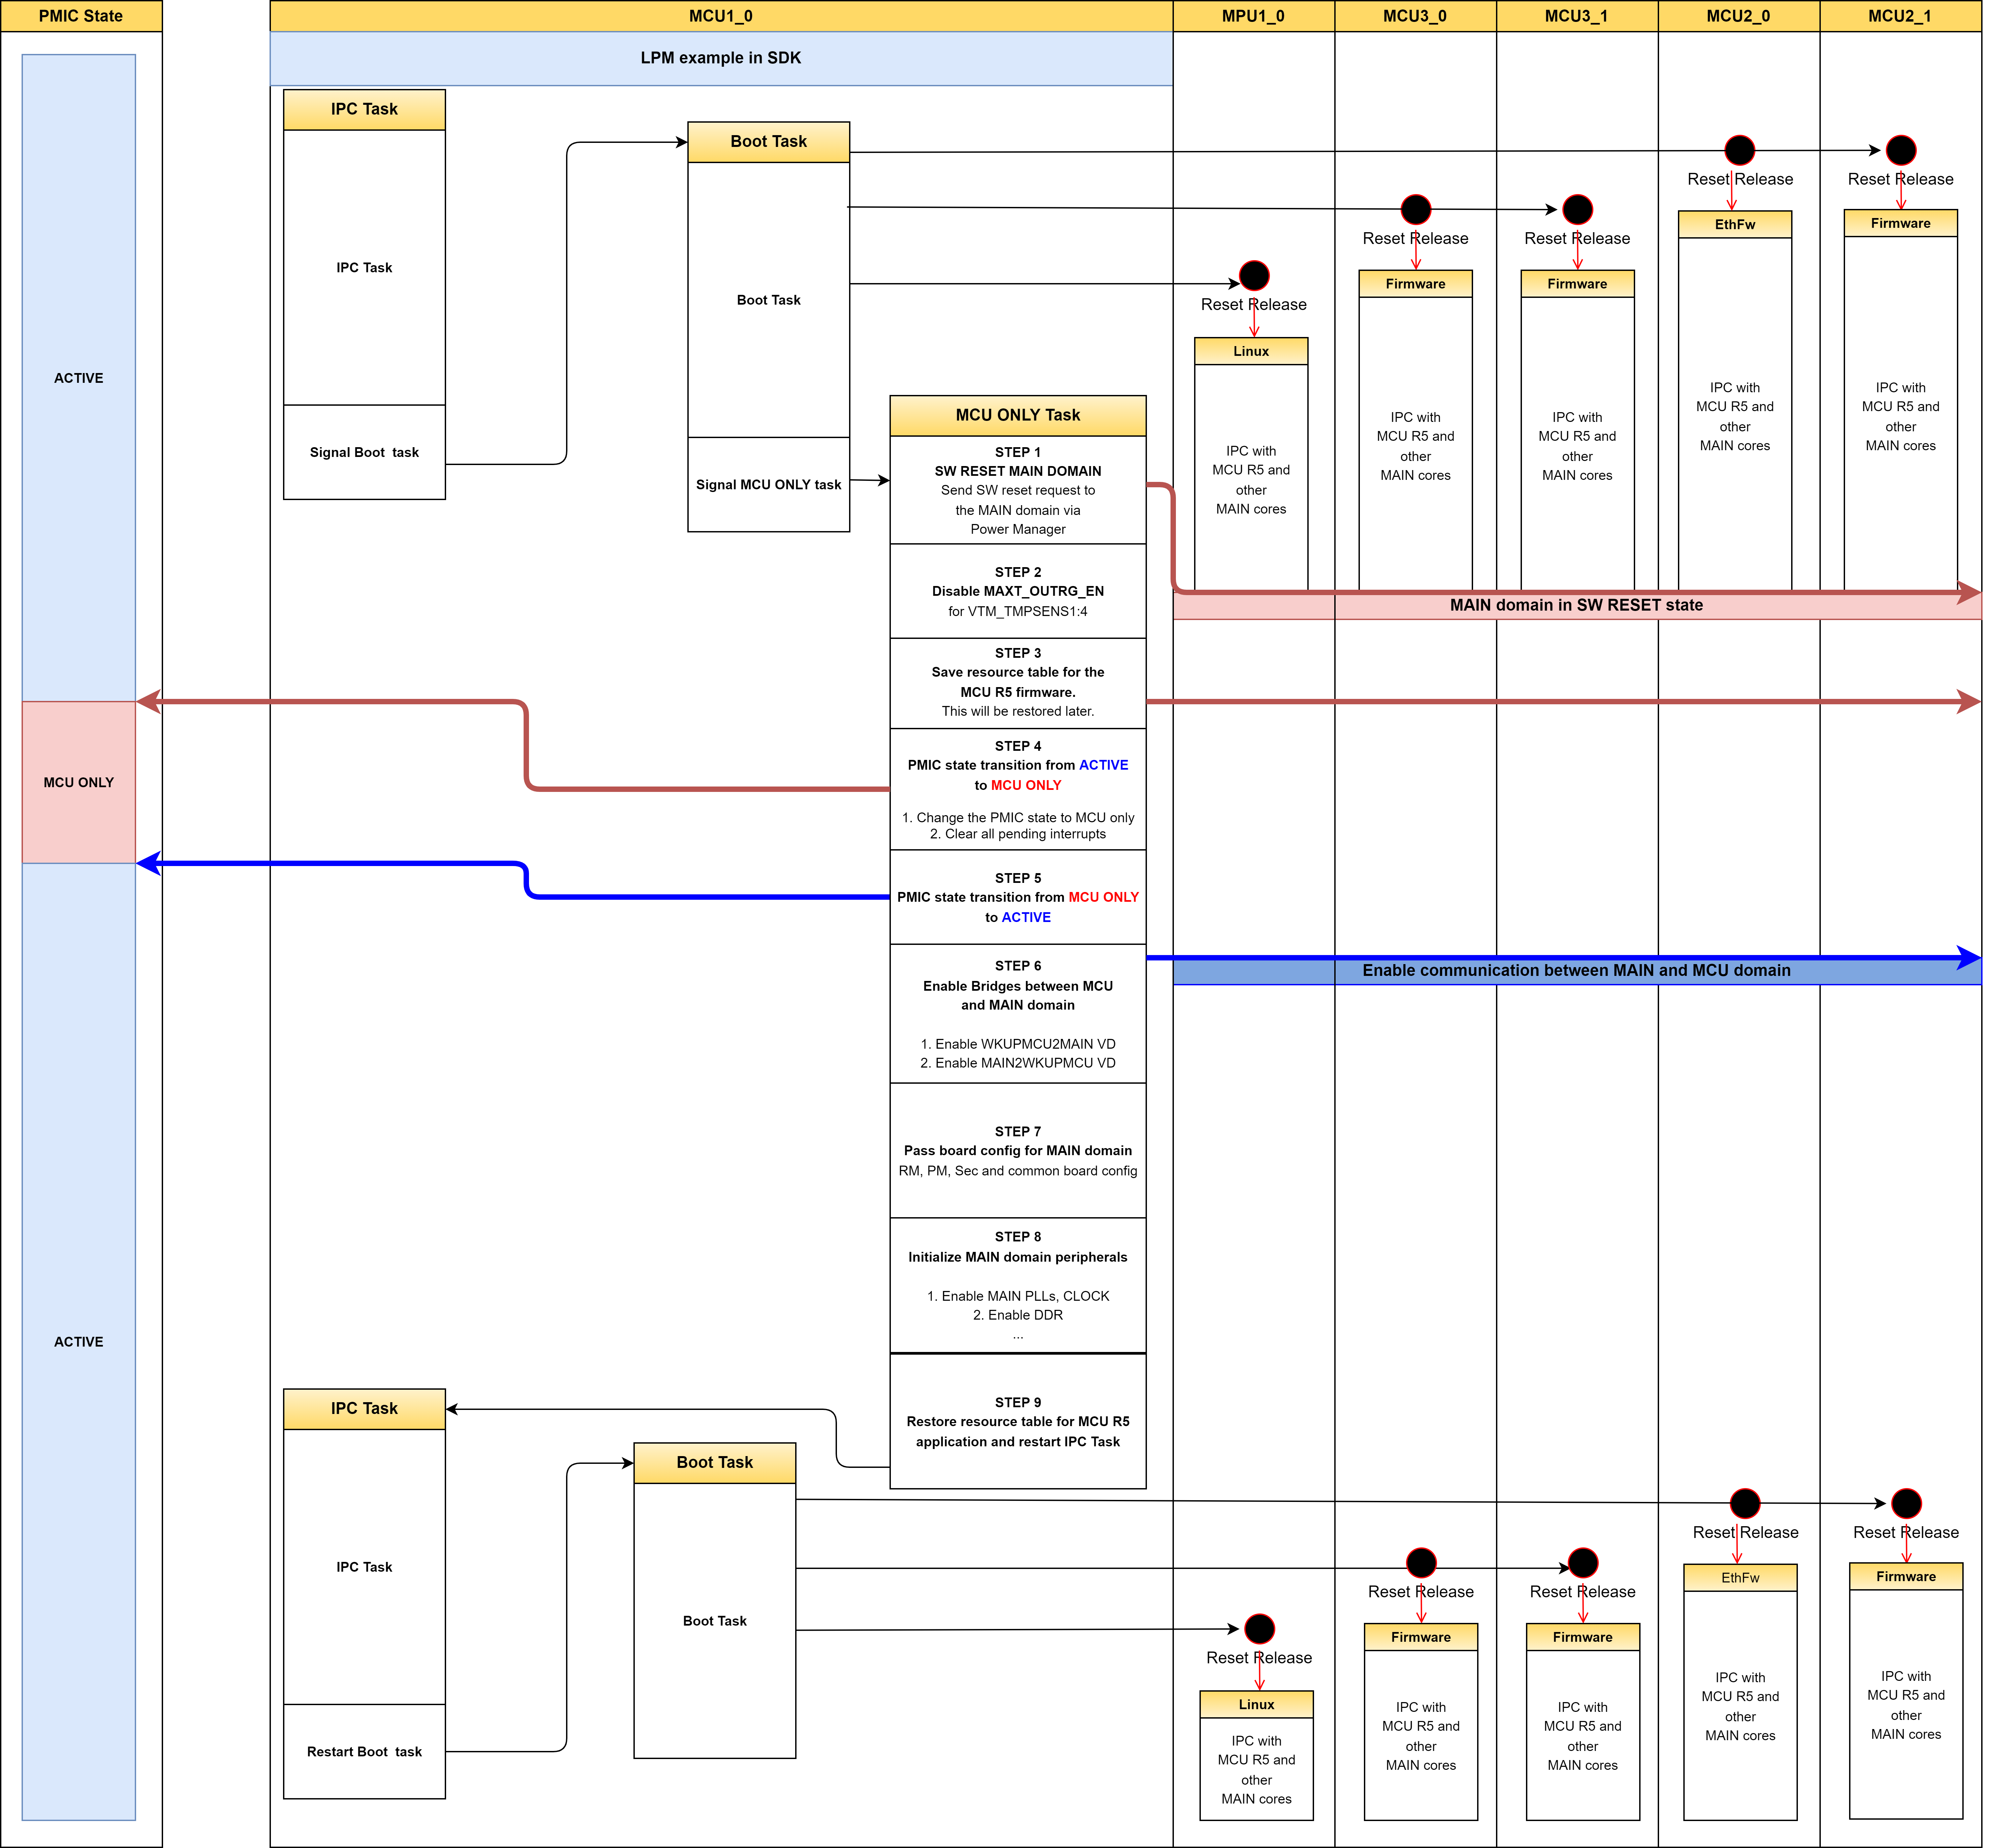 PMIC State
MCU1_0
MPU1_0
MCU3_0
MCU3_1
MCU2_0
MCU2_1
LPM example in SDK
ACTIVE
MCU ONLY
ACTIVE
IPC Task
IPC Task
Signal Boot  task
Boot Task
Boot Task
Signal MCU ONLY task
MCU ONLY Task
STEP 1
SW RESET MAIN DOMAIN
Send SW reset request to
the MAIN domain via
Power Manager
STEP 2
Disable MAXT_OUTRG_EN
for VTM_TMPSENS1:4
STEP 3
Save resource table for the
MCU R5 firmware.
This will be restored later.
STEP 4
PMIC state transition from ACTIVE
to MCU ONLY
1. Change the PMIC state to MCU only
2. Clear all pending interrupts
STEP 5
PMIC state transition from MCU ONLY
to ACTIVE
STEP 6
Enable Bridges between MCU
and MAIN domain
1. Enable WKUPMCU2MAIN VD
2. Enable MAIN2WKUPMCU VD
STEP 7
Pass board config for MAIN domain
RM, PM, Sec and common board config
STEP 8
Initialize MAIN domain peripherals
1. Enable MAIN PLLs, CLOCK
2. Enable DDR
...
STEP 9
Restore resource table for MCU R5
application and restart IPC Task
Reset Release
Linux
IPC with
MCU R5 and
other
MAIN cores
Reset Release
Firmware
IPC with
MCU R5 and
other
MAIN cores
Reset Release
Firmware
IPC with
MCU R5 and
other
MAIN cores
Reset Release
EthFw
IPC with
MCU R5 and
other
MAIN cores
Reset Release
Firmware
IPC with
MCU R5 and
other
MAIN cores
MAIN domain in SW RESET state
Enable communication between MAIN and MCU domain
IPC Task
IPC Task
Restart Boot  task
Boot Task
Boot Task
Reset Release
Linux
IPC with
MCU R5 and
other
MAIN cores
Reset Release
Firmware
IPC with
MCU R5 and
other
MAIN cores
Reset Release
Firmware
IPC with
MCU R5 and
other
MAIN cores
Reset Release
EthFw
IPC with
MCU R5 and
other
MAIN cores
Reset Release
Firmware
IPC with
MCU R5 and
other
MAIN cores